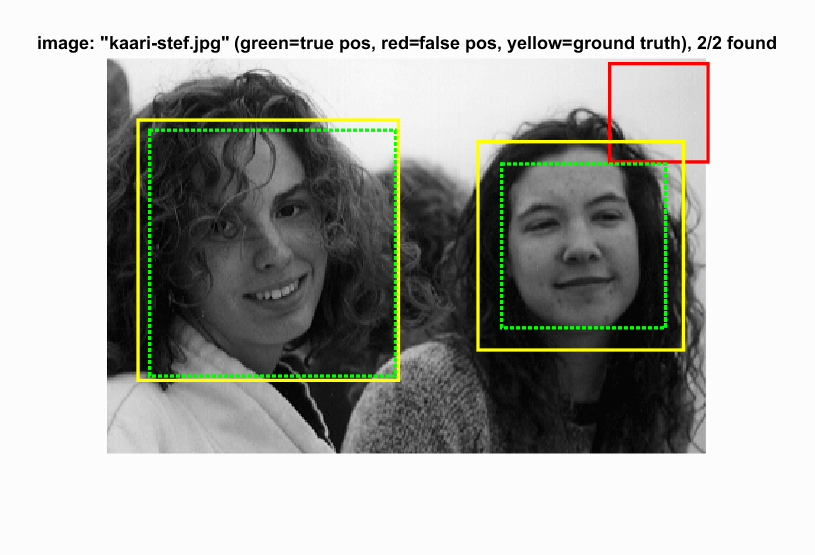 image: "kaari-stef.jpg" (green=true pos, red=false pos, yellow=ground truth), 2/2 found